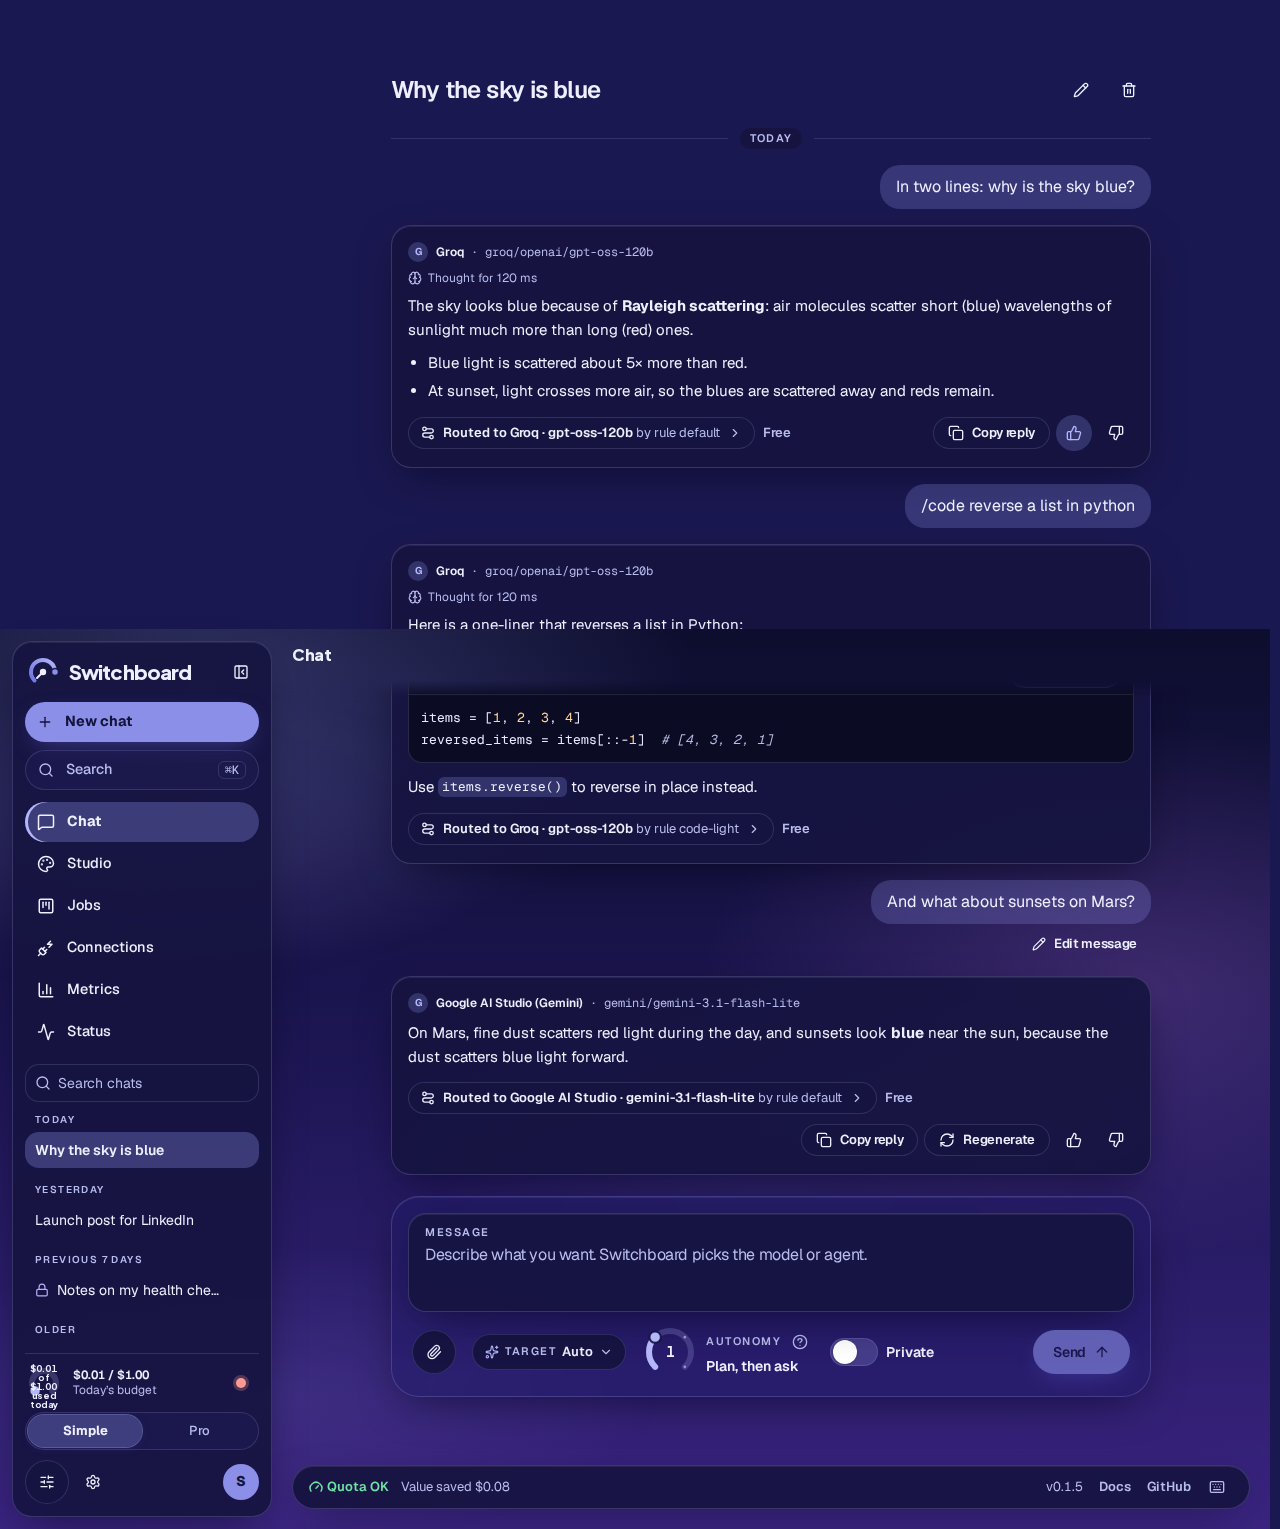 Why the sky is blue
TODAY
In two lines: why is the sky blue?
G Groq · groq/openai/gpt-oss-120b
Thought for 120 ms
The sky looks blue because of Rayleigh scattering: air molecules scatter short (blue) wavelengths of
sunlight much more than long (red) ones.
• Blue light is scattered about 5× more than red.
• At sunset, light crosses more air, so the blues are scattered away and reds remain.
Routed to Groq · gpt-oss-120b by rule default Free Copy reply
/code reverse a list in python
G Groq · groq/openai/gpt-oss-120b
Thought for 120 ms
Here is a one-liner that reverses a list in Python:
Chat
items = [1, 2, 3, 4]
reversed_items = items[::-1]  # [4, 3, 2, 1]
Use items.reverse() to reverse in place instead.
Routed to Groq · gpt-oss-120b by rule code-light Free
And what about sunsets on Mars?
Edit message
G Google AI Studio (Gemini) · gemini/gemini-3.1-flash-lite
On Mars, fine dust scatters red light during the day, and sunsets look blue near the sun, because the
dust scatters blue light forward.
Routed to Google AI Studio · gemini-3.1-flash-lite by rule default Free
Copy reply Regenerate
MESSAGE
Describe what you want. Switchboard picks the model or agent.
TARGET Auto
1
AUTONOMY
Plan, then ask
Private
Send
Switchboard
New chat
Search ⌘K
Chat
Studio
Jobs
Connections
Metrics
Status
Search chats
TODAY
Why the sky is blue
YESTERDAY
Launch post for LinkedIn
PREVIOUS 7 DAYS
Notes on my health che…
OLDER
$0.01
of
$1.00
used
today
$0.01 / $1.00
Today's budget
Simple Pro
S
Quota OK Value saved $0.08 v0.1.5 Docs GitHub